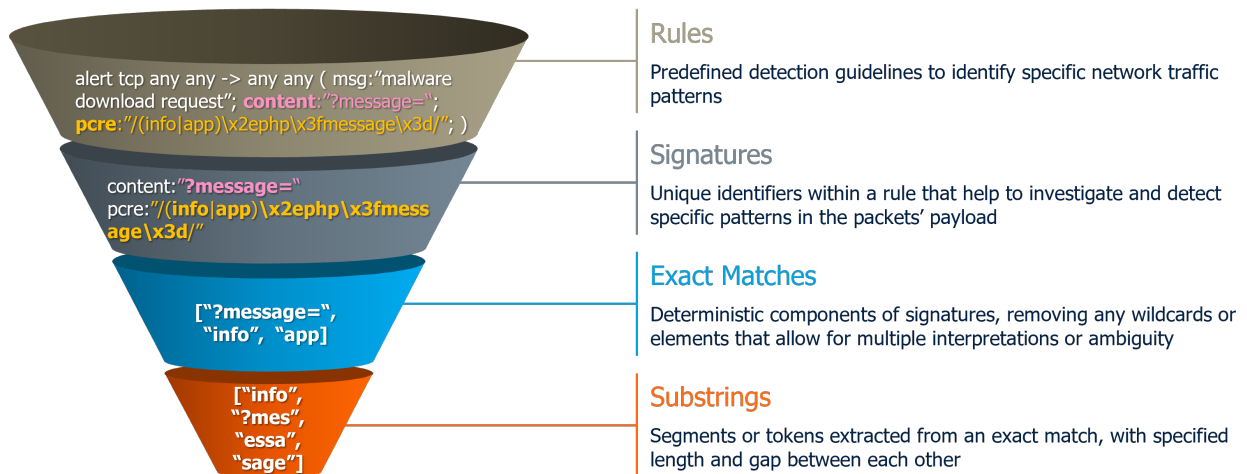 alert tcp any any -> any any ( msg:”malware
download request”; content:”?message=“;
pcre:”/(info|app)\x2ephp\x3fmessage\x3d/”; )
Rules
Predefined detection guidelines to identify specific network traffic
patterns
content:”?message=“
pcre:”/(info|app)\x2ephp\x3fmess
age\x3d/”
Signatures
Unique identifiers within a rule that help to investigate and detect
specific patterns in the packets’ payload
[“?message=“,
“info”, “app]
Exact Matches
Deterministic components of signatures, removing any wildcards or
elements that allow for multiple interpretations or ambiguity
[“info”,
“?mes”,
“essa”,
“sage”]
Substrings
Segments or tokens extracted from an exact match, with specified
length and gap between each other